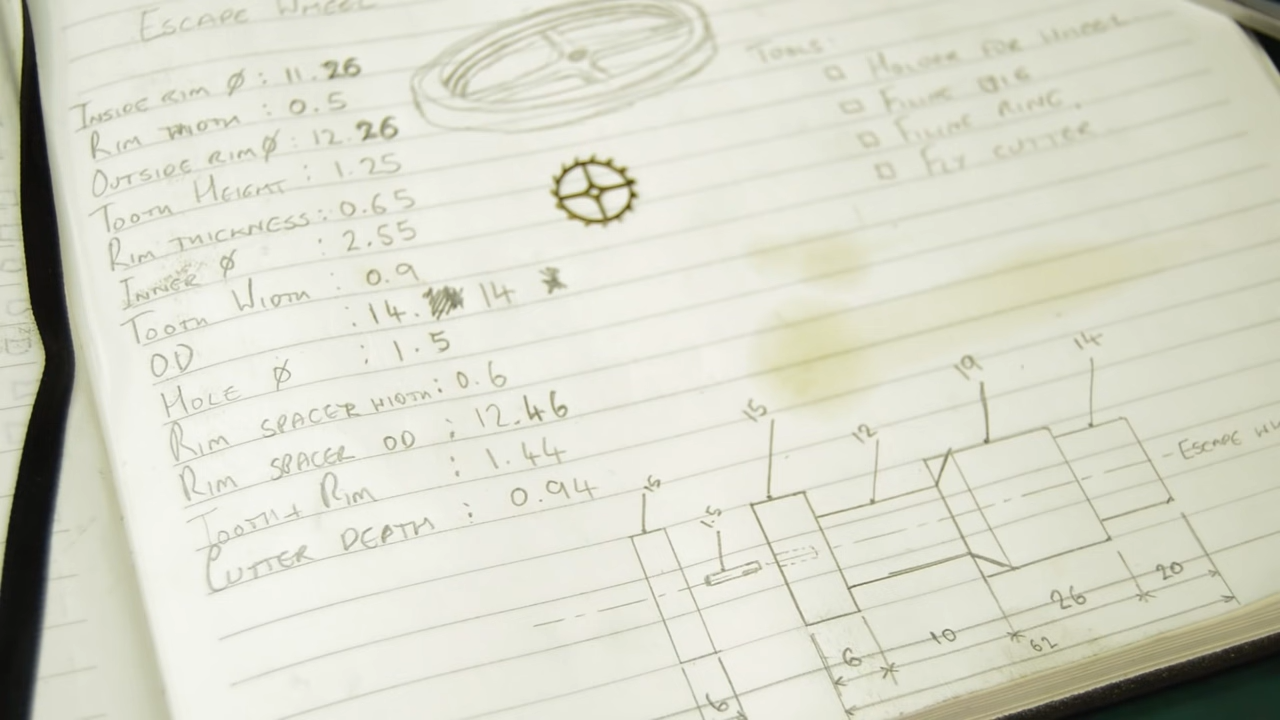 ESCAPE WHEEL
INSIDE RIM Ø : 11.26
RIM WIDTH : 0.5
OUTSIDE RIM Ø : 12.26
TOOTH HEIGHT : 1.25
RIM THICKNESS : 0.65
INNER Ø : 2.55
TOOTH WIDTH : 0.9
OD : 14. 14
HOLE Ø : 1.5
RIM SPACER WIDTH : 0.6
RIM SPACER OD : 12.46
TOOTH + RIM : 1.44
CUTTER DEPTH : 0.94
TOOLS:
HOLDER FOR WHEEL
FILING
FILING RING.
FLY CUTTER
15
1.5
15
12
19
14
ESCAPE
6
6
10
26
20
62